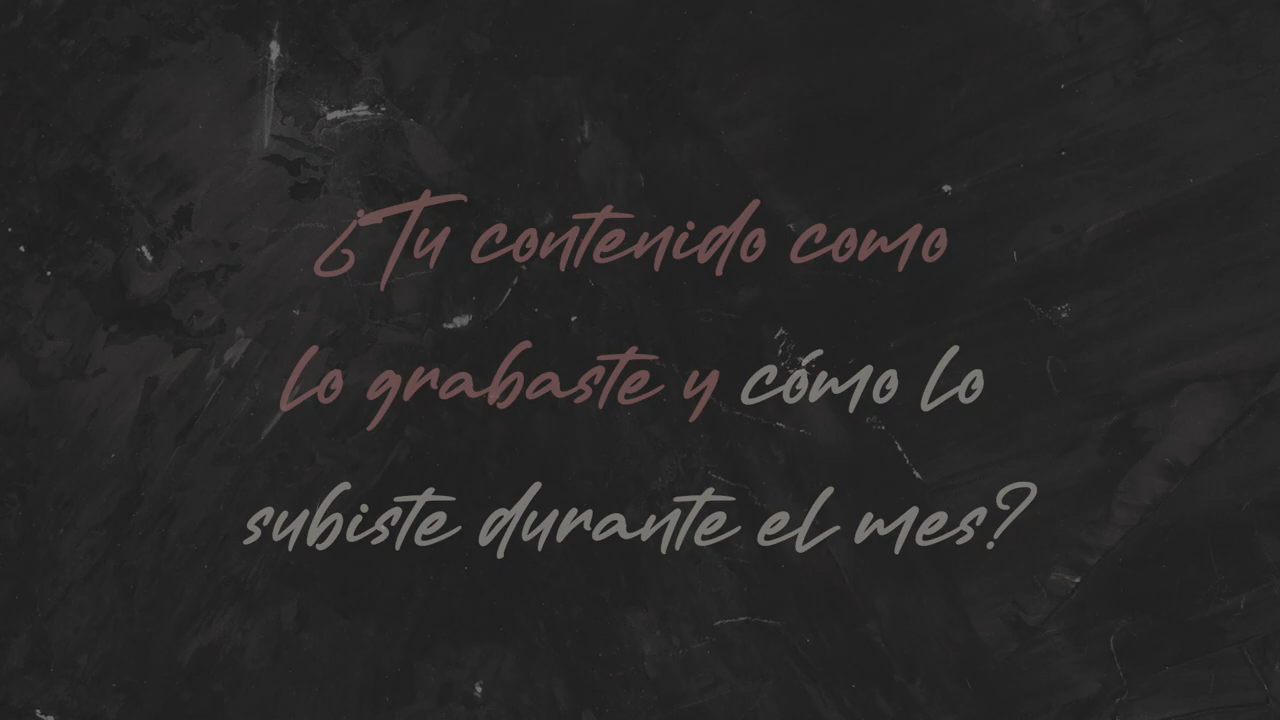 ¿Tu contenido como
lo grabaste y cómo lo
subiste durante el mes?